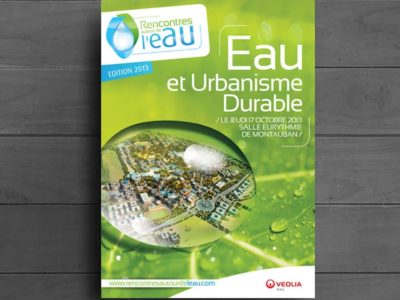 Rencontres
autour de
l'eau
EDITION 2013
Eau
et Urbanisme
Durable
/ LE JEUDI 17 OCTOBRE 2013
SALLE EURYTHMIE
DE MONTAUBAN /
www.rencontresautourdeleau.com
VEOLIA
EAU